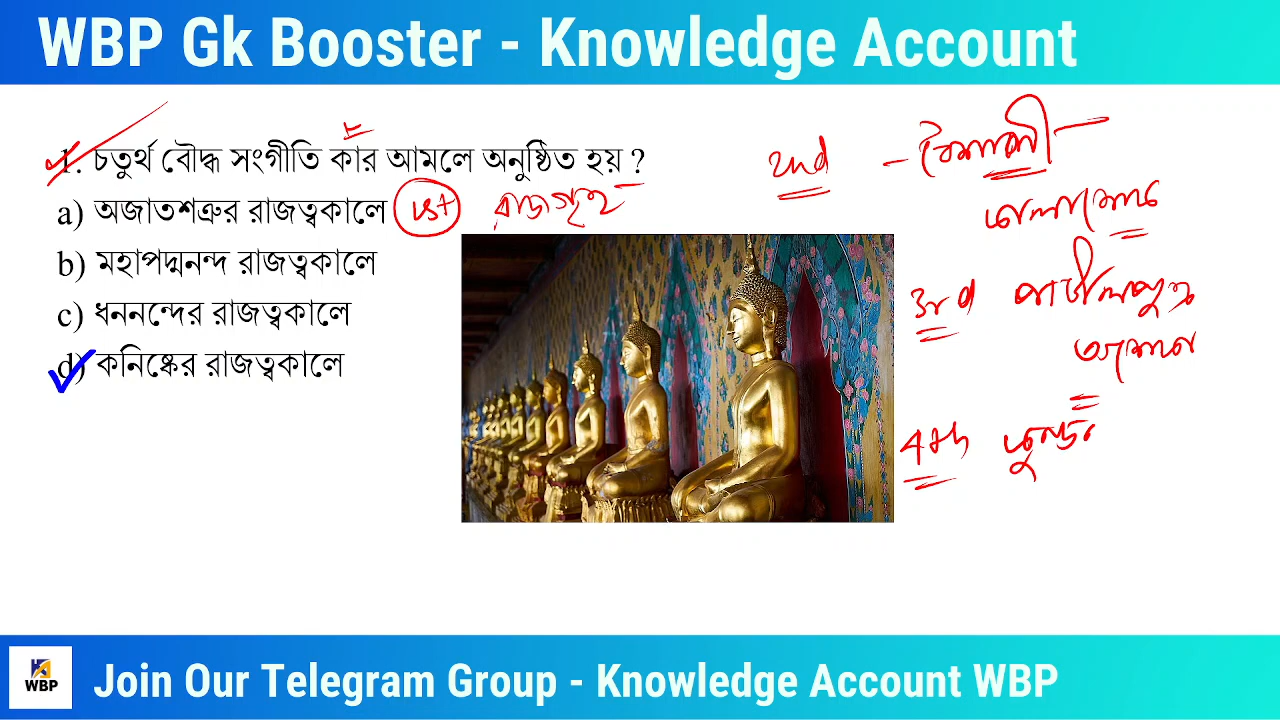 WBP Gk Booster - Knowledge Account
1. চতুর্থ বৌদ্ধ সংগীতি কার আমলে অনুষ্ঠিত হয় ?
a) অজাতশত্রুর রাজত্বকালে 1st রাজগৃহ
b) মহাপদ্মনন্দ রাজত্বকালে
c) ধননন্দের রাজত্বকালে
d) কনিষ্কের রাজত্বকালে
2nd - বৈশালী
কালাশোক
3rd পাটলিপুত্র
অশোক
4th
WBP
Join Our Telegram Group - Knowledge Account WBP